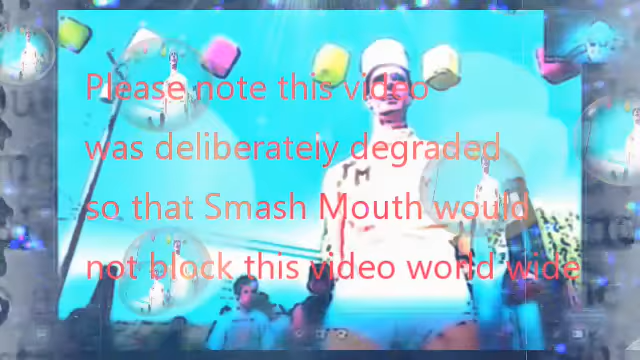 Please note this video
was deliberately degraded
so that Smash Mouth would
not block this video world wide